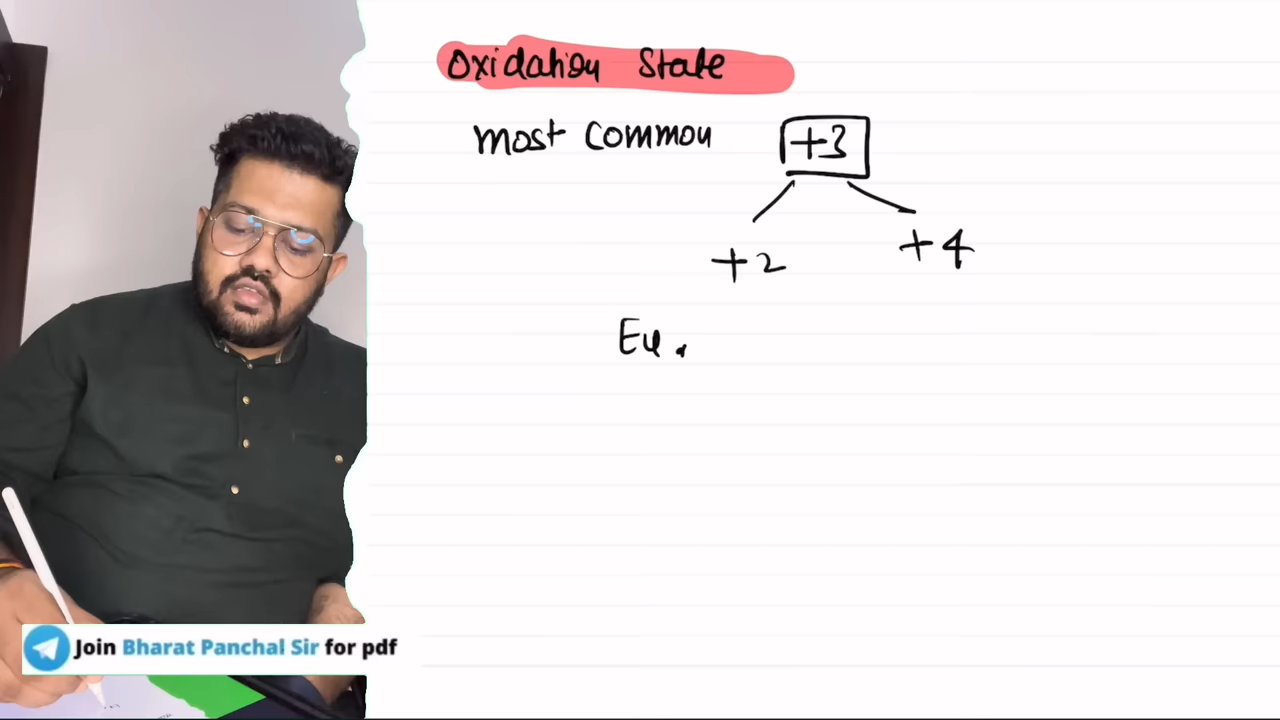 Oxidation State
most common +3
+2 +4
Eu.
Join Bharat Panchal Sir for pdf